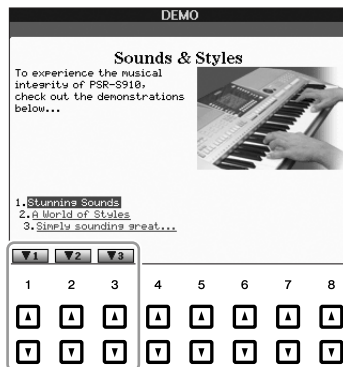 DEMO
Sounds & Styles
To experience the musical
integrity of PSR-S910,
check out the demonstrations
below...
1.Stunning Sounds
2.A World of Styles
3.Simply sounding great...
▼1 ▼2 ▼3
1 2 3 4 5 6 7 8